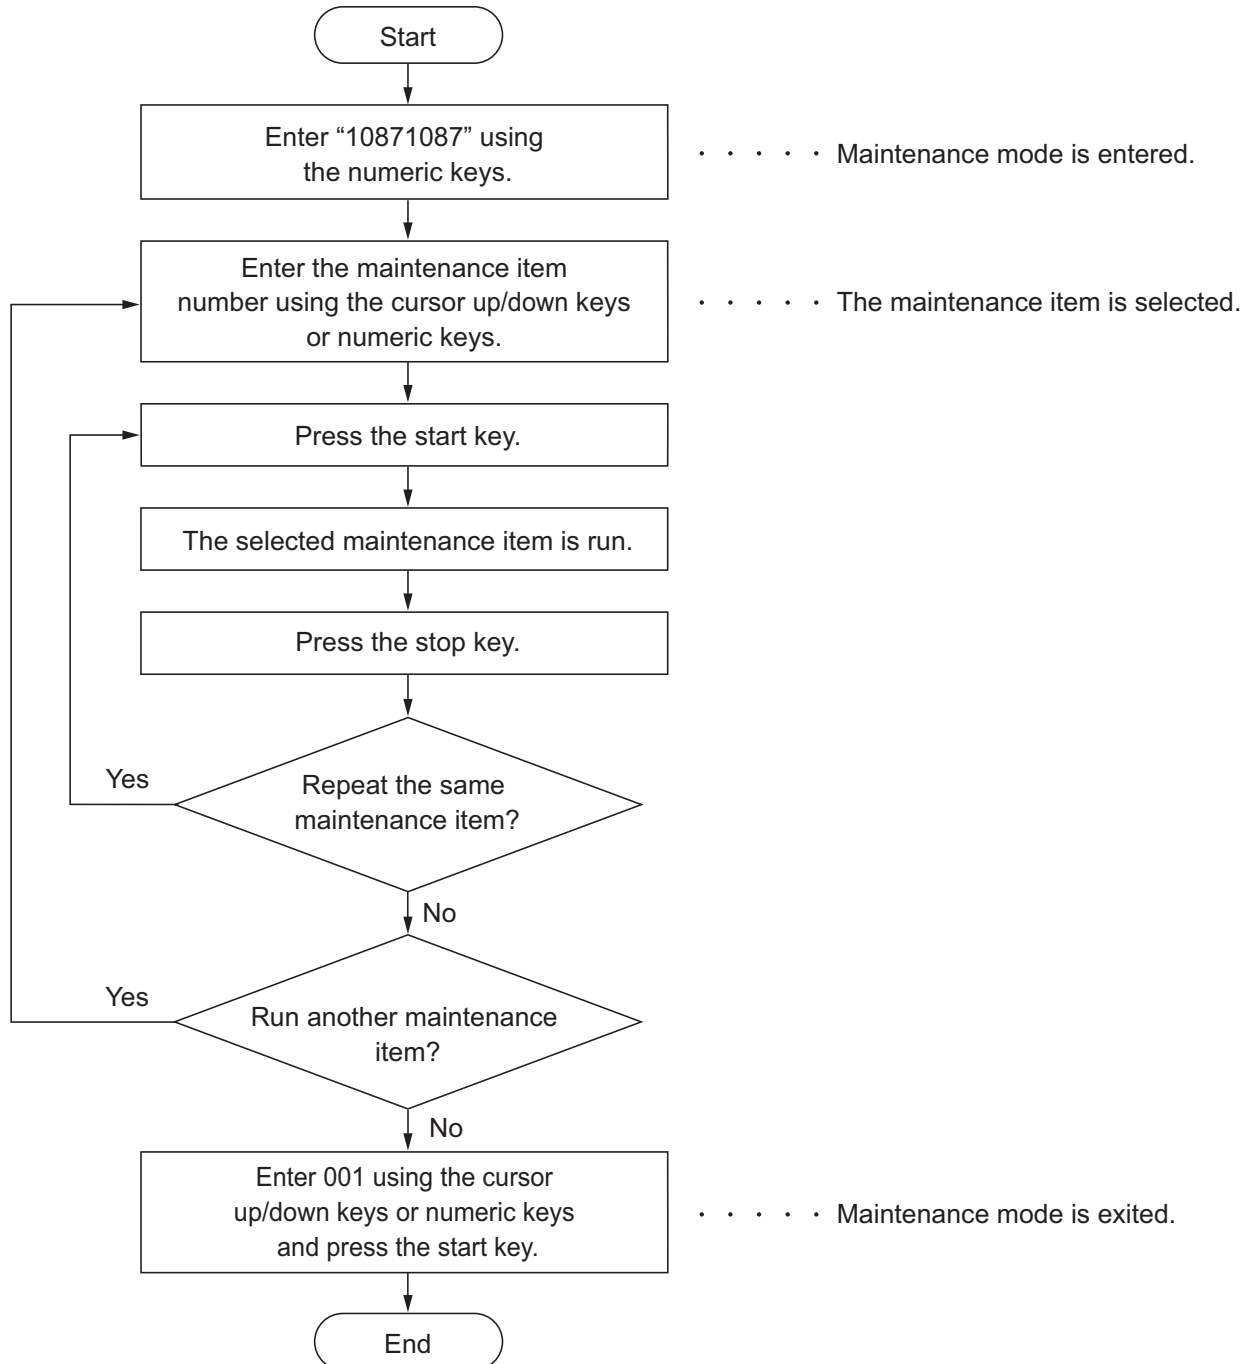 Start
Enter “10871087” using
the numeric keys.
· · · · · Maintenance mode is entered.
Enter the maintenance item
number using the cursor up/down keys
or numeric keys.
· · · · · The maintenance item is selected.
Press the start key.
The selected maintenance item is run.
Press the stop key.
Yes
Repeat the same
maintenance item?
No
Yes
Run another maintenance
item?
No
Enter 001 using the cursor
up/down keys or numeric keys
and press the start key.
· · · · · Maintenance mode is exited.
End